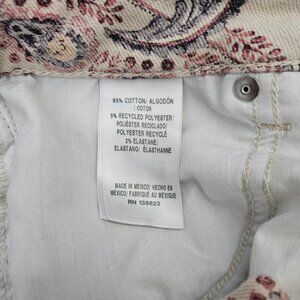 93% COTTON/ ALGODÓN
/ COTON
5% RECYCLED POLYESTER/
POLIÉSTER RECICLADO/
POLYESTER RECYCLÉ
2% ELASTANE/
ELASTANO/ ÉLASTHANNE
MADE IN MEXICO/ HECHO EN
MÉXICO/ FABRIQUÉ AU MEXIQUE
RN 138823